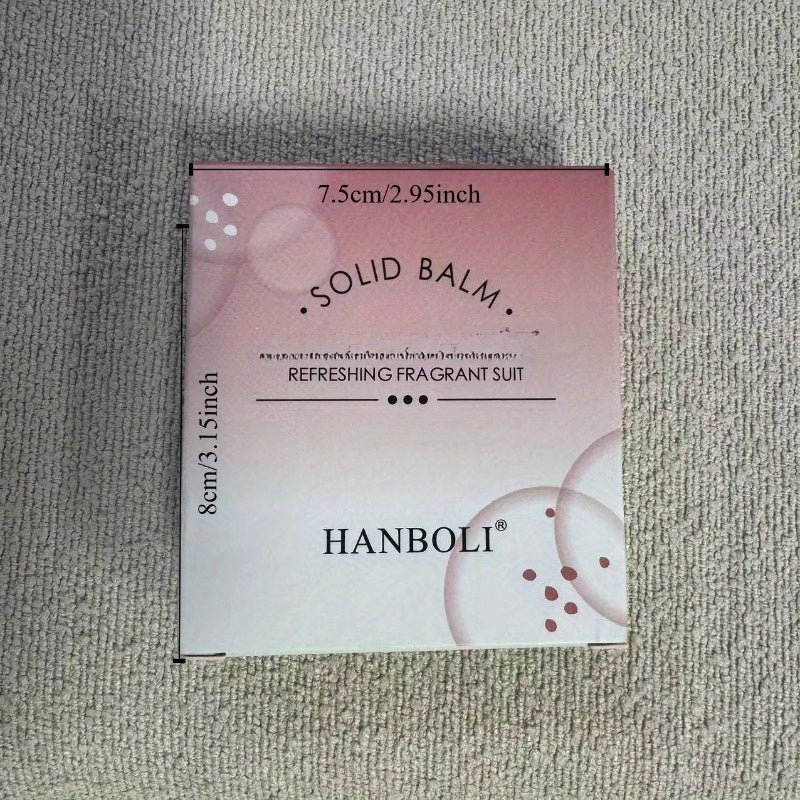 7.5cm/2.95inch
• SOLID BALM •
REFRESHING FRAGRANT SUIT
8cm/3.15inch
HANBOLI®